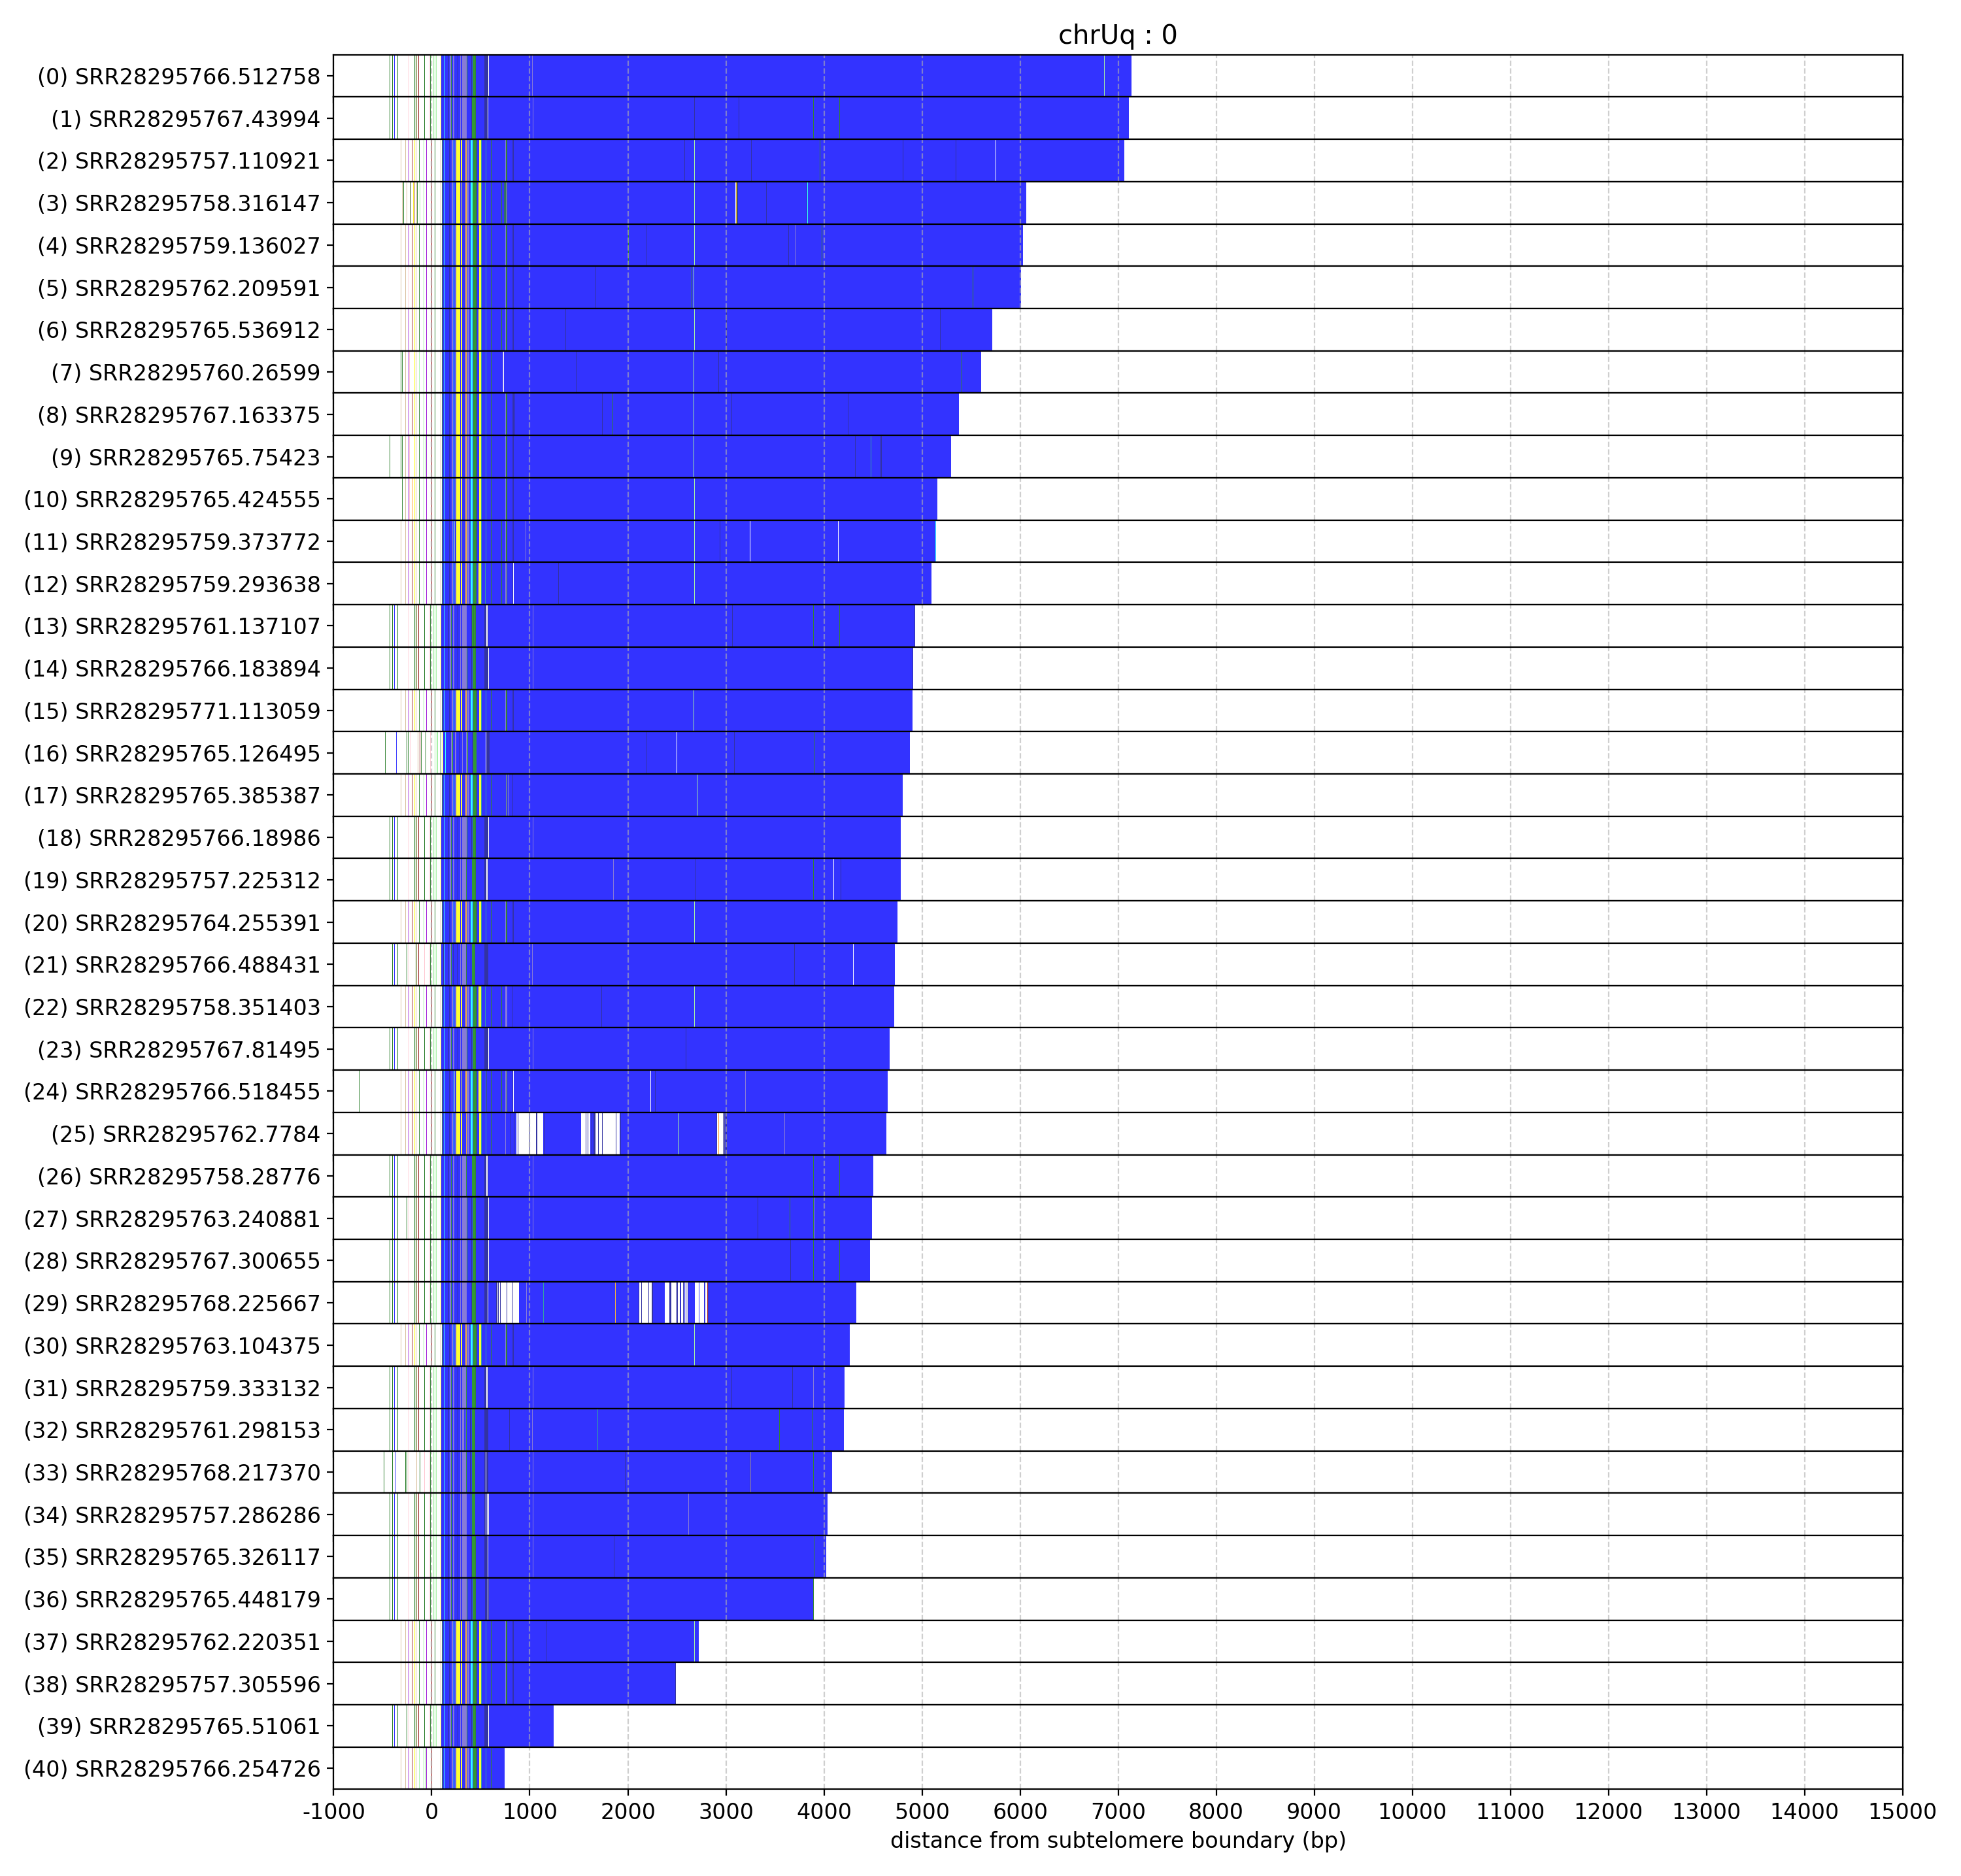 chrUq : 0
(0) SRR28295766.512758
(1) SRR28295767.43994
(2) SRR28295757.110921
(3) SRR28295758.316147
(4) SRR28295759.136027
(5) SRR28295762.209591
(6) SRR28295765.536912
(7) SRR28295760.26599
(8) SRR28295767.163375
(9) SRR28295765.75423
(10) SRR28295765.424555
(11) SRR28295759.373772
(12) SRR28295759.293638
(13) SRR28295761.137107
(14) SRR28295766.183894
(15) SRR28295771.113059
(16) SRR28295765.126495
(17) SRR28295765.385387
(18) SRR28295766.18986
(19) SRR28295757.225312
(20) SRR28295764.255391
(21) SRR28295766.488431
(22) SRR28295758.351403
(23) SRR28295767.81495
(24) SRR28295766.518455
(25) SRR28295762.7784
(26) SRR28295758.28776
(27) SRR28295763.240881
(28) SRR28295767.300655
(29) SRR28295768.225667
(30) SRR28295763.104375
(31) SRR28295759.333132
(32) SRR28295761.298153
(33) SRR28295768.217370
(34) SRR28295757.286286
(35) SRR28295765.326117
(36) SRR28295765.448179
(37) SRR28295762.220351
(38) SRR28295757.305596
(39) SRR28295765.51061
(40) SRR28295766.254726
-1000 0 1000 2000 3000 4000 5000 6000 7000 8000 9000 10000 11000 12000 13000 14000 15000
distance from subtelomere boundary (bp)